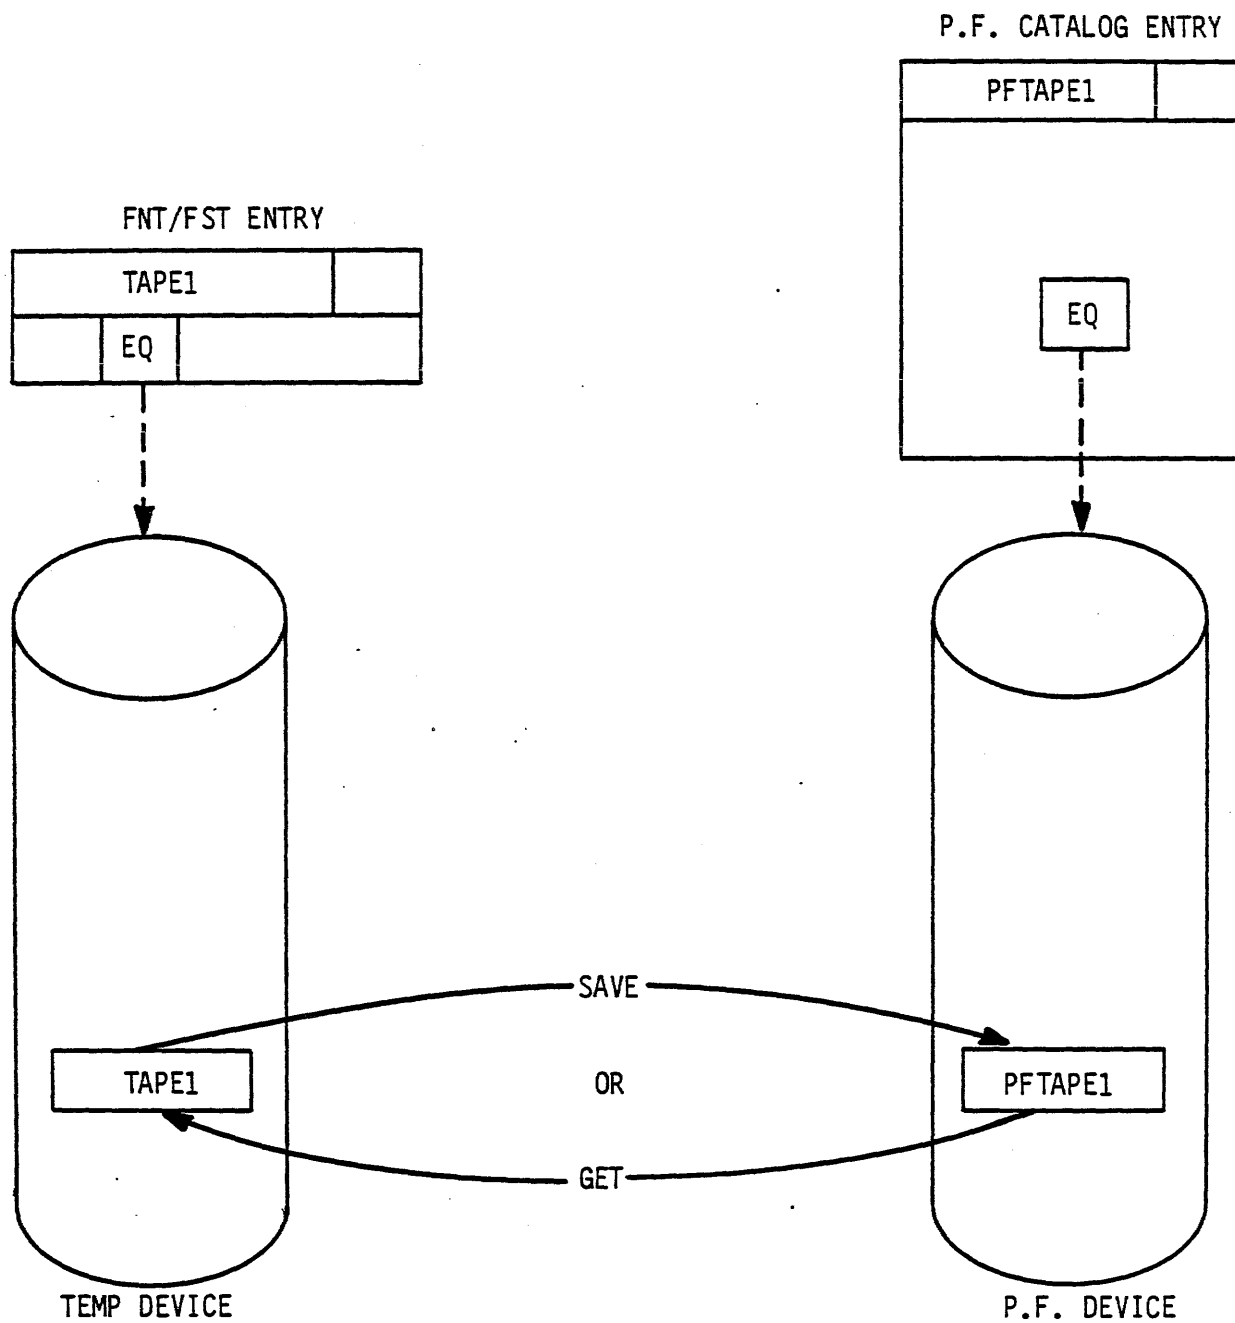 P.F. CATALOG ENTRY
PFTAPE1
FNT/FST ENTRY
TAPE1
EQ
EQ
SAVE
TAPE1
OR
PFTAPE1
GET
TEMP DEVICE
P.F. DEVICE